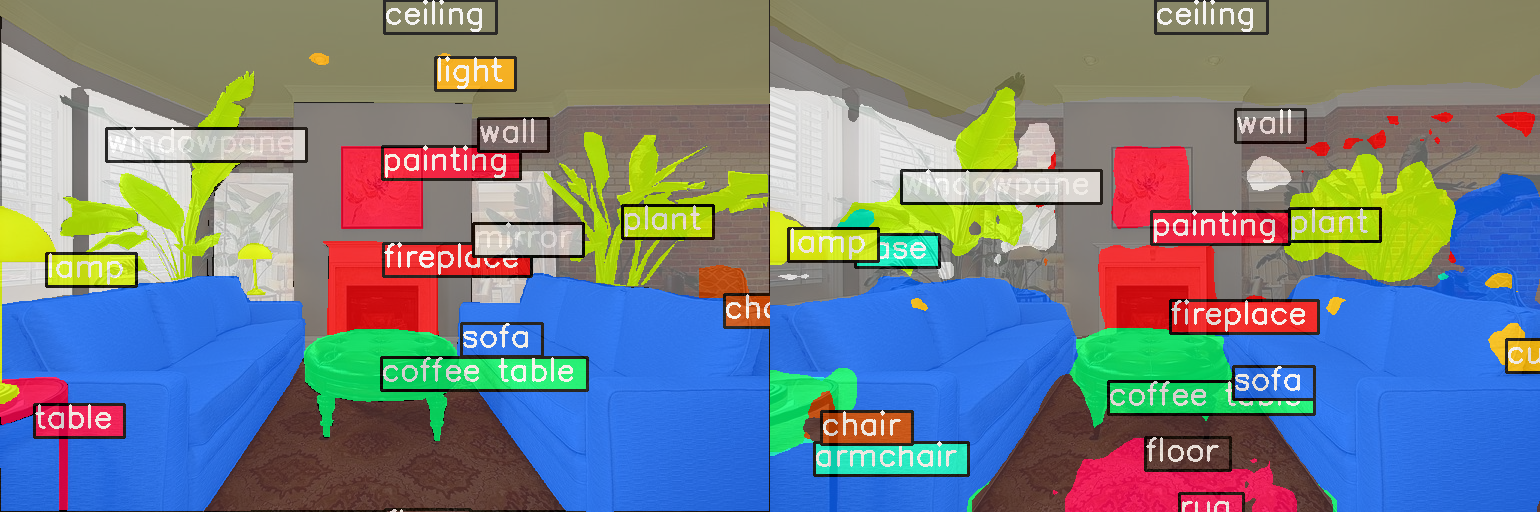 ceiling
light
windowpane
wall
painting
plant
mirror
fireplace
lamp
sofa
coffee table
table
ceiling
wall
windowpane
painting
plant
lamp
fireplace
sofa
coffee table
chair
armchair
floor
rug